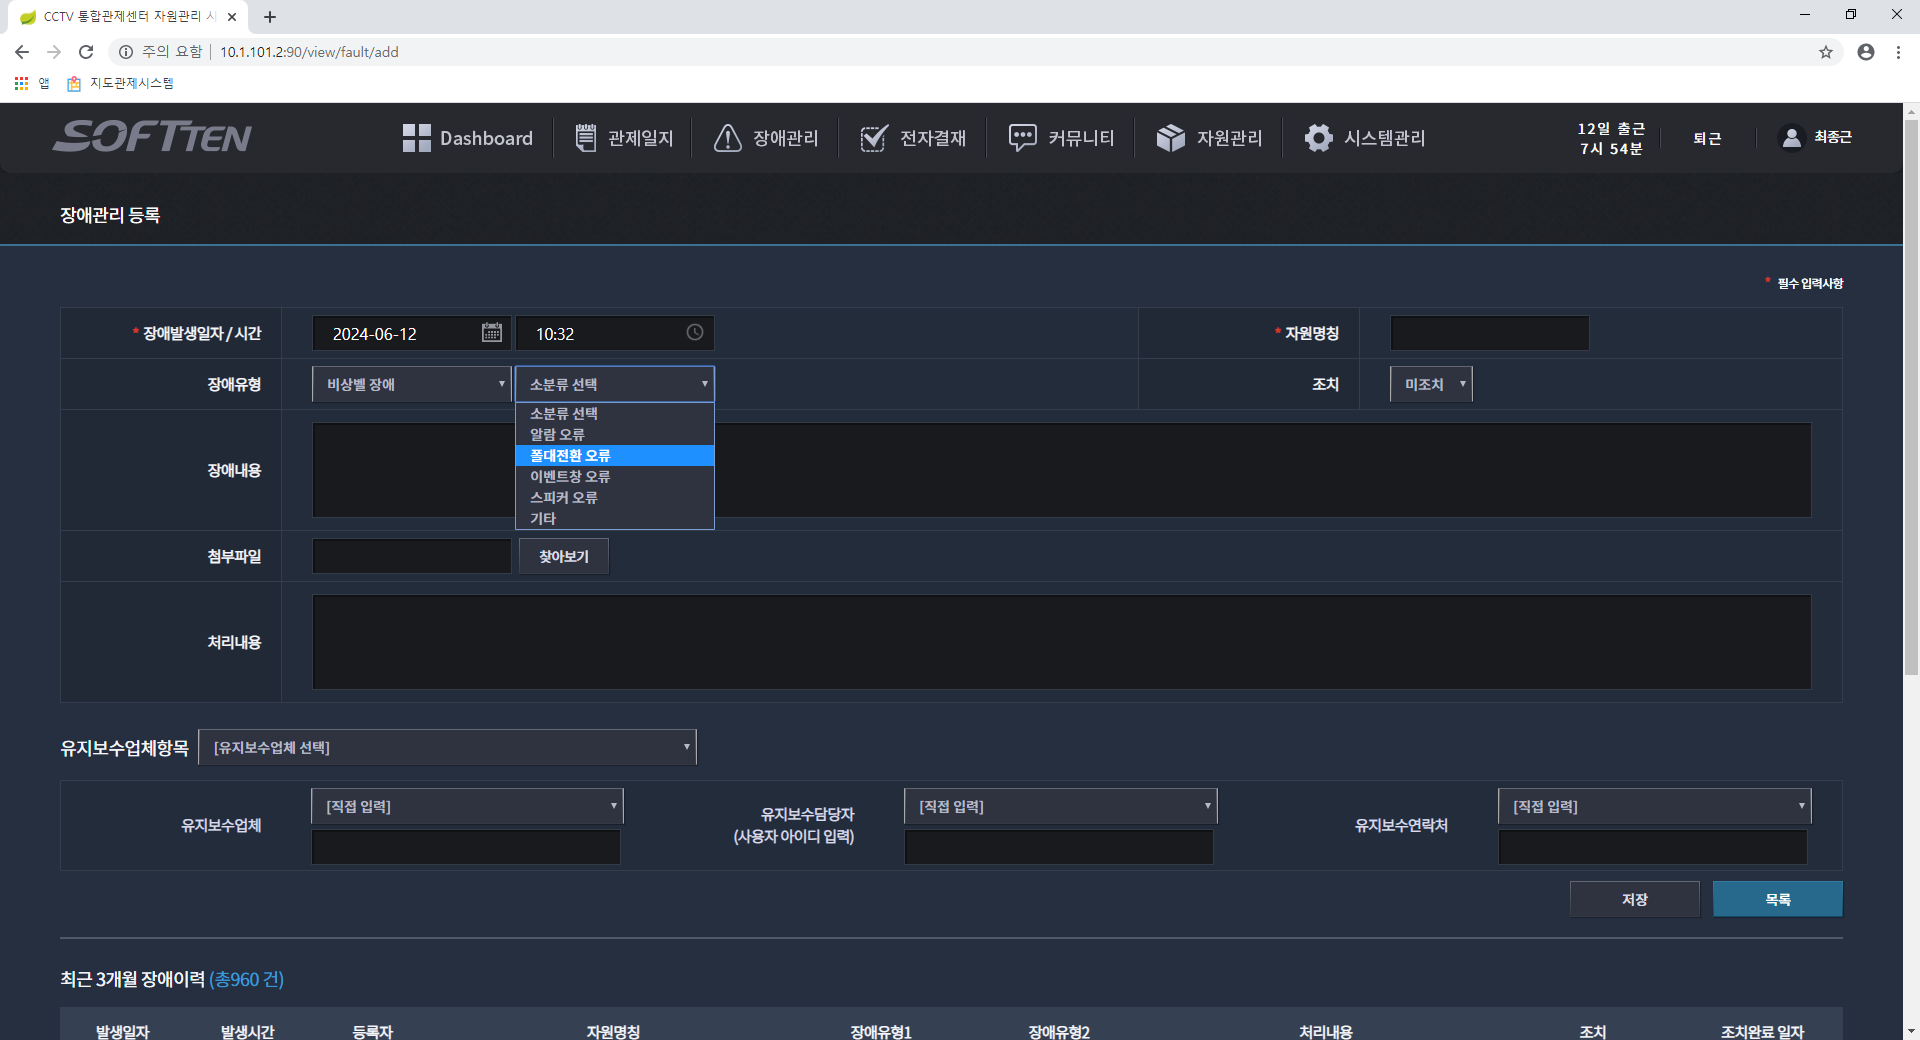 CCTV 통합관제센터 자원관리 시
주의 요함 10.1.101.2:90/view/fault/add
앱 지도관제시스템
SOFTTEN Dashboard 관제일지 장애관리 전자결재 커뮤니티 자원관리 시스템관리 12일 출근 퇴근 최종근
7시 54분
장애관리 등록
* 필수 입력사항
* 장애발생일자 / 시간 2024-06-12 10:32 * 자원명칭
장애유형 비상벨 장애 소분류 선택 조치 미조치
소분류 선택
알람 오류
폴대전환 오류
이벤트창 오류
스피커 오류
기타
장애내용
첨부파일 찾아보기
처리내용
유지보수업체항목 [유지보수업체 선택]
유지보수업체 [직접 입력] 유지보수담당자 [직접 입력] 유지보수연락처 [직접 입력]
(사용자 아이디 입력)
저장 목록
최근 3개월 장애이력 (총960 건)
발생일자 발생시간 등록자 자원명칭 장애유형1 장애유형2 처리내용 조치 조치완료 일자